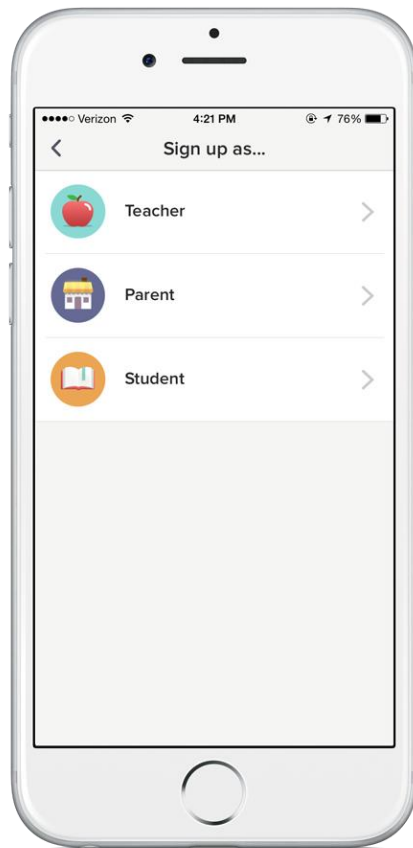 Verizon 4:21 PM 76%
Sign up as...
Teacher
Parent
Student